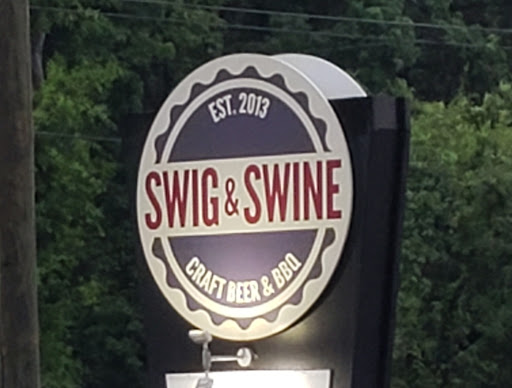 EST. 2013
SWIG & SWINE
CRAFT BEER & BBQ